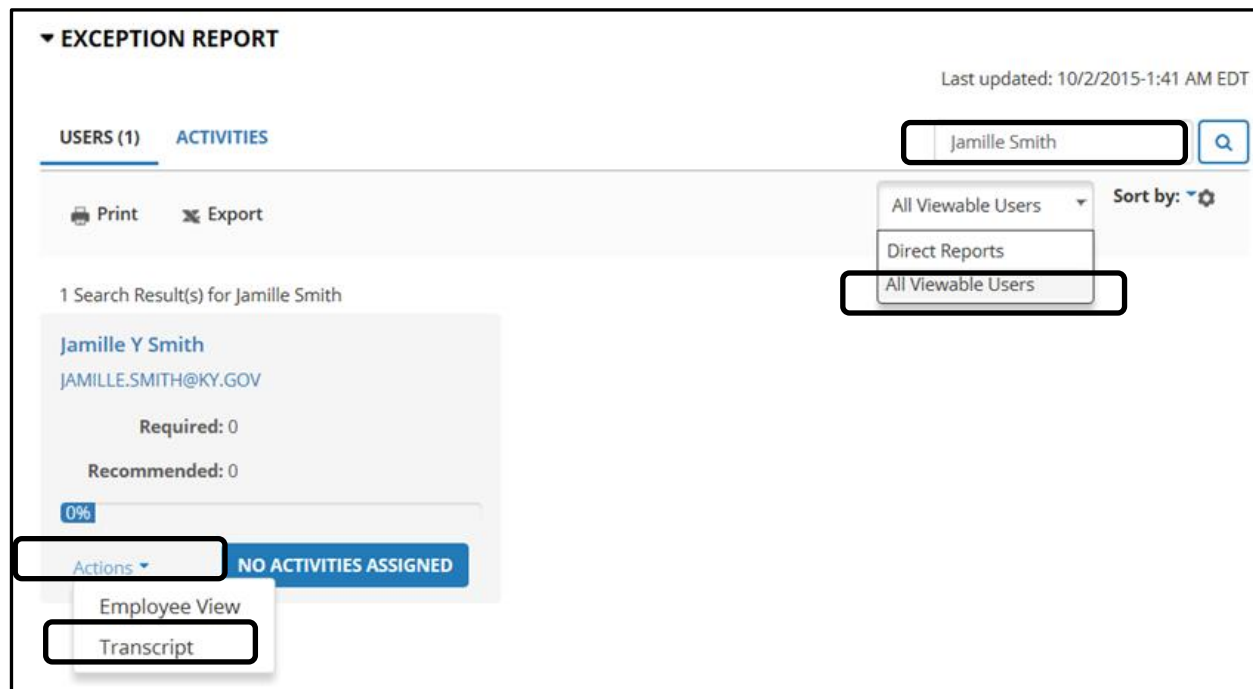 EXCEPTION REPORT
Last updated: 10/2/2015-1:41 AM EDT
USERS (1) ACTIVITIES
Jamille Smith
Print Export
All Viewable Users
Sort by:
Direct Reports
All Viewable Users
1 Search Result(s) for Jamille Smith
Jamille Y Smith
JAMILLE.SMITH@KY.GOV
Required: 0
Recommended: 0
0%
Actions
NO ACTIVITIES ASSIGNED
Employee View
Transcript